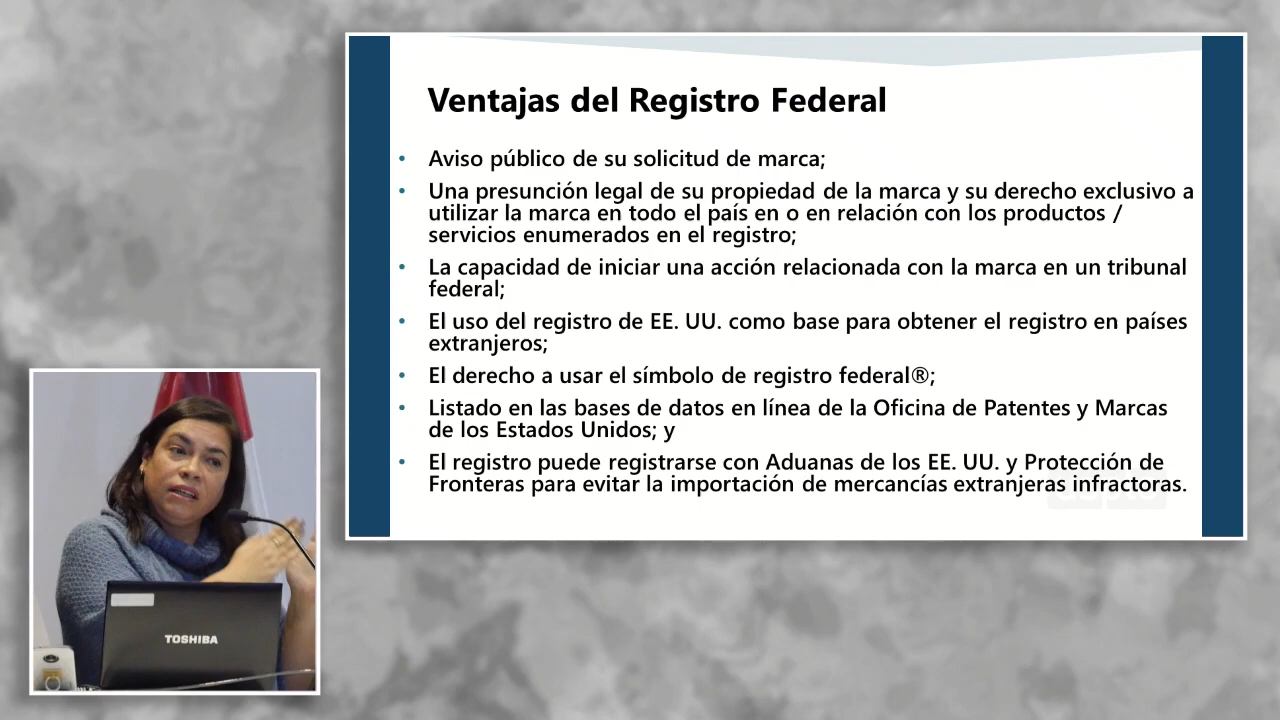 Ventajas del Registro Federal
• Aviso público de su solicitud de marca;
• Una presunción legal de su propiedad de la marca y su derecho exclusivo a
utilizar la marca en todo el país en o en relación con los productos /
servicios enumerados en el registro;
• La capacidad de iniciar una acción relacionada con la marca en un tribunal
federal;
• El uso del registro de EE. UU. como base para obtener el registro en países
extranjeros;
• El derecho a usar el símbolo de registro federal®;
• Listado en las bases de datos en línea de la Oficina de Patentes y Marcas
de los Estados Unidos; y
• El registro puede registrarse con Aduanas de los EE. UU. y Protección de
Fronteras para evitar la importación de mercancías extranjeras infractoras.
TOSHIBA